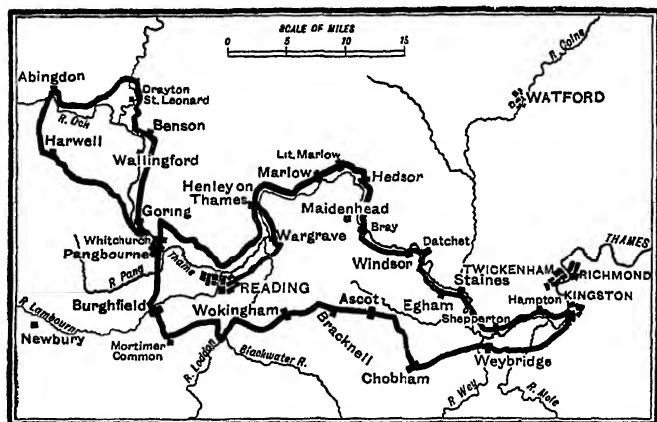 SCALE OF MILES
0 5 10 15
R. Colne
Abingdon
Drayton
St. Leonard
WATFORD
R. Och
Benson
Harwell
Wallingford
Lit. Marlow
Marlow
Hedsor
Henley on
Thames
Goring
Maidenhead
Bray
Whitchurch
Wargrave
Datchet
THAMES
Pangbourne
Windsor
TWICKENHAM
RICHMOND
R. Pang
Thame
Staines
READING
Egham
Hampton
KINGSTON
Burghfield
Shepperton
R. Lambourn
Wokingham
Ascot
Newbury
Bracknell
Mortimer
Common
R. Loddon
Blackwater R.
Chobham
Weybridge
R. Wey
R. Mole